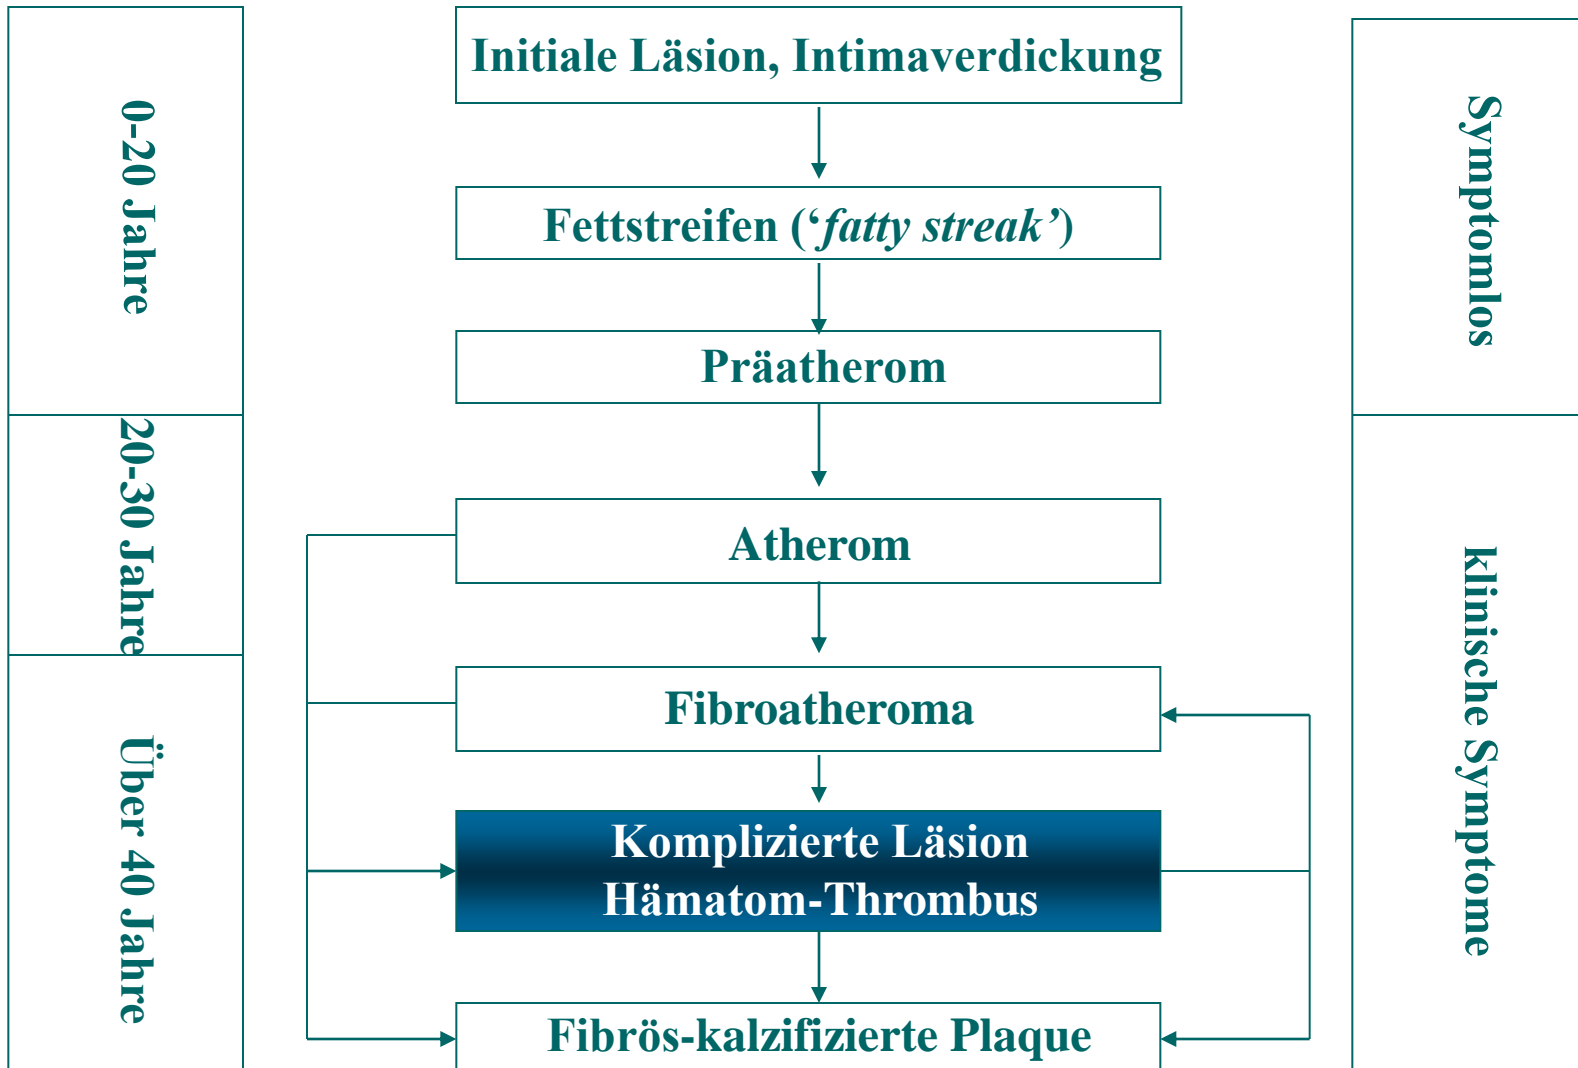 Initiale Läsion, Intimaverdickung
Fettstreifen (‘fatty streak’)
Präatherom
Atherom
Fibroatheroma
Komplizierte Läsion
Hämatom-Thrombus
Fibrös-kalzifizierte Plaque
0-20 Jahre
20-30 Jahre
Über 40 Jahre
Symptomlos
klinische Symptome